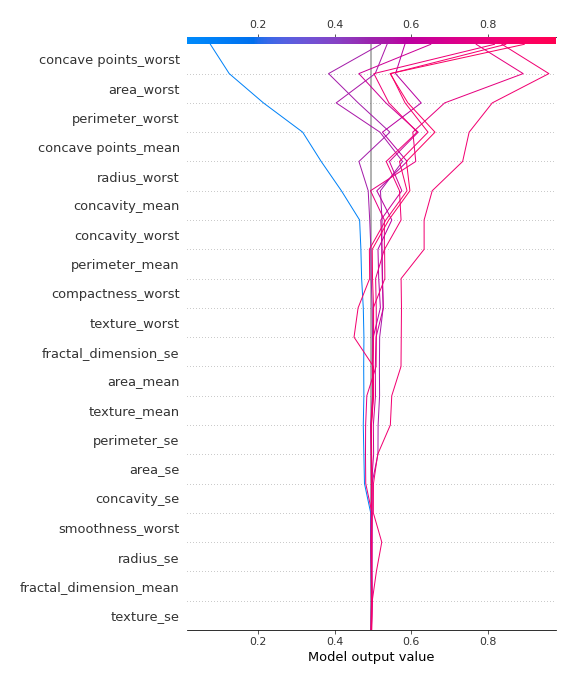 0.2 0.4 0.6 0.8
concave points_worst
area_worst
perimeter_worst
concave points_mean
radius_worst
concavity_mean
concavity_worst
perimeter_mean
compactness_worst
texture_worst
fractal_dimension_se
area_mean
texture_mean
perimeter_se
area_se
concavity_se
smoothness_worst
radius_se
fractal_dimension_mean
texture_se
0.2 0.4 0.6 0.8
Model output value